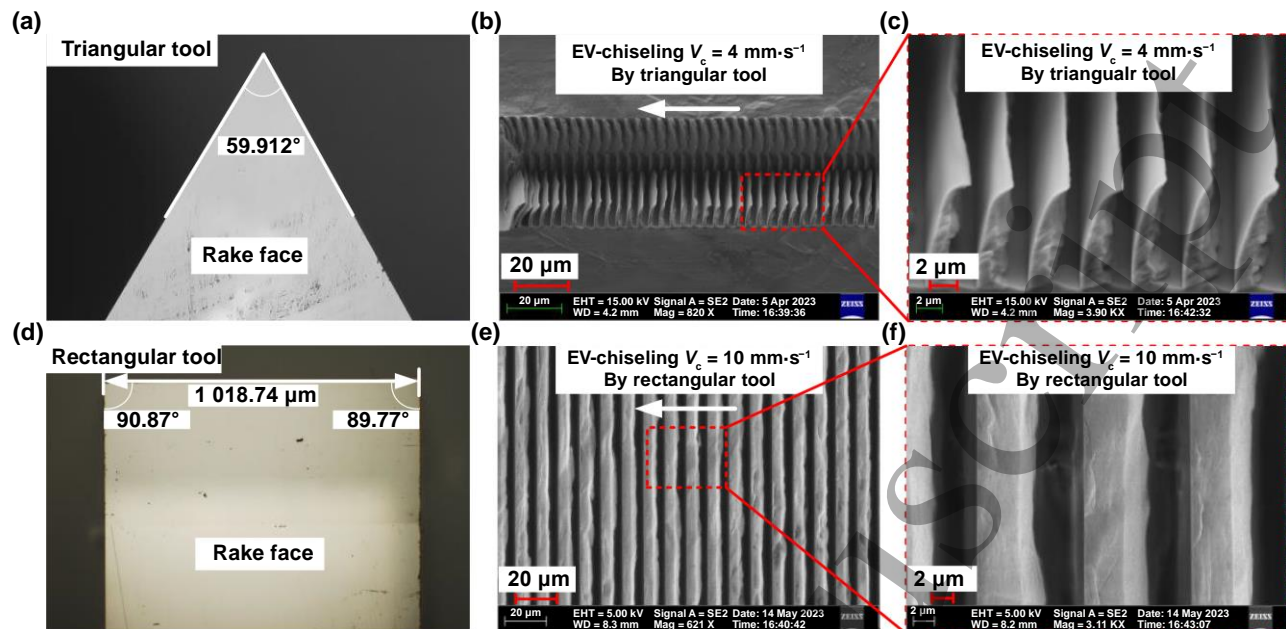 (a)
Triangular tool
59.912°
Rake face
(b)
EV-chiseling Vc = 4 mm·s⁻¹
By triangular tool
20 µm
20 µm
EHT = 15.00 kV Signal A = SE2 Date: 5 Apr 2023
WD = 4.2 mm Mag = 820 X Time: 16:39:36
ZEISS
(c)
EV-chiseling Vc = 4 mm·s⁻¹
By triangualr tool
2 µm
2 µm
EHT = 15.00 kV Signal A = SE2 Date: 5 Apr 2023
WD = 4.2 mm Mag = 3.90 KX Time: 16:42:32
ZEISS
(d)
Rectangular tool
1 018.74 µm
90.87°
89.77°
Rake face
(e)
EV-chiseling Vc = 10 mm·s⁻¹
By rectangular tool
20 µm
20 µm
EHT = 5.00 kV Signal A = SE2 Date: 14 May 2023
WD = 8.3 mm Mag = 621 X Time: 16:40:42
ZEISS
(f)
EV-chiseling Vc = 10 mm·s⁻¹
By rectangular tool
2 µm
2 µm
EHT = 5.00 kV Signal A = SE2 Date: 14 May 2023
WD = 8.2 mm Mag = 3.11 KX Time: 16:43:07
ZEISS